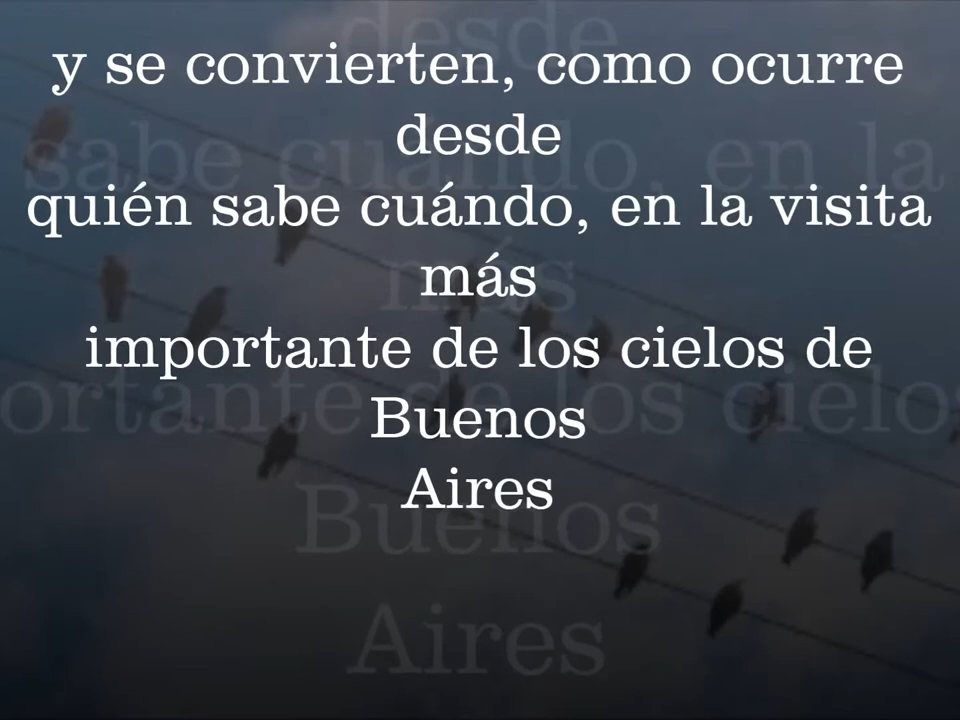 y se convierten, como ocurre
desde
quién sabe cuándo, en la visita
más
importante de los cielos de
Buenos
Aires